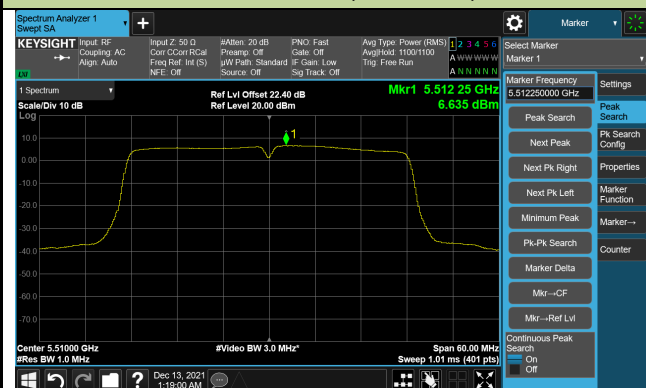 Spectrum Analyzer 1
Swept SA
+
Marker
KEYSIGHT
Input: RF
Coupling: AC
Align: Auto
Input Z: 50 Ω
Corr CCorr RCal
Freq Ref: Int (S)
NFE: Off
#Atten: 20 dB
Preamp: Off
µW Path: Standard
Source: Off
PNO: Fast
Gate: Off
IF Gain: Low
Sig Track: Off
Avg Type: Power (RMS)
Avg|Hold: 1100/1100
Trig: Free Run
1 2 3 4 5 6
A W W W W W
A N N N N N
LXI
Select Marker
Marker 1
1 Spectrum
Scale/Div 10 dB
Log
Ref Lvl Offset 22.40 dB
Ref Level 20.00 dBm
Mkr1 5.512 25 GHz
6.635 dBm
10.0
0.00
-10.0
-20.0
-30.0
-40.0
-50.0
-60.0
-70.0
1
Center 5.51000 GHz
#Res BW 1.0 MHz
#Video BW 3.0 MHz*
Span 60.00 MHz
Sweep 1.01 ms (401 pts)
Marker Frequency
5.512250000 GHz
Peak Search
Next Peak
Next Pk Right
Next Pk Left
Minimum Peak
Pk-Pk Search
Marker Delta
Mkr→CF
Mkr→Ref Lvl
Continuous Peak
Search
On
Off
Settings
Peak
Search
Pk Search
Config
Properties
Marker
Function
Marker→
Counter
?
Dec 13, 2021
1:19:00 AM